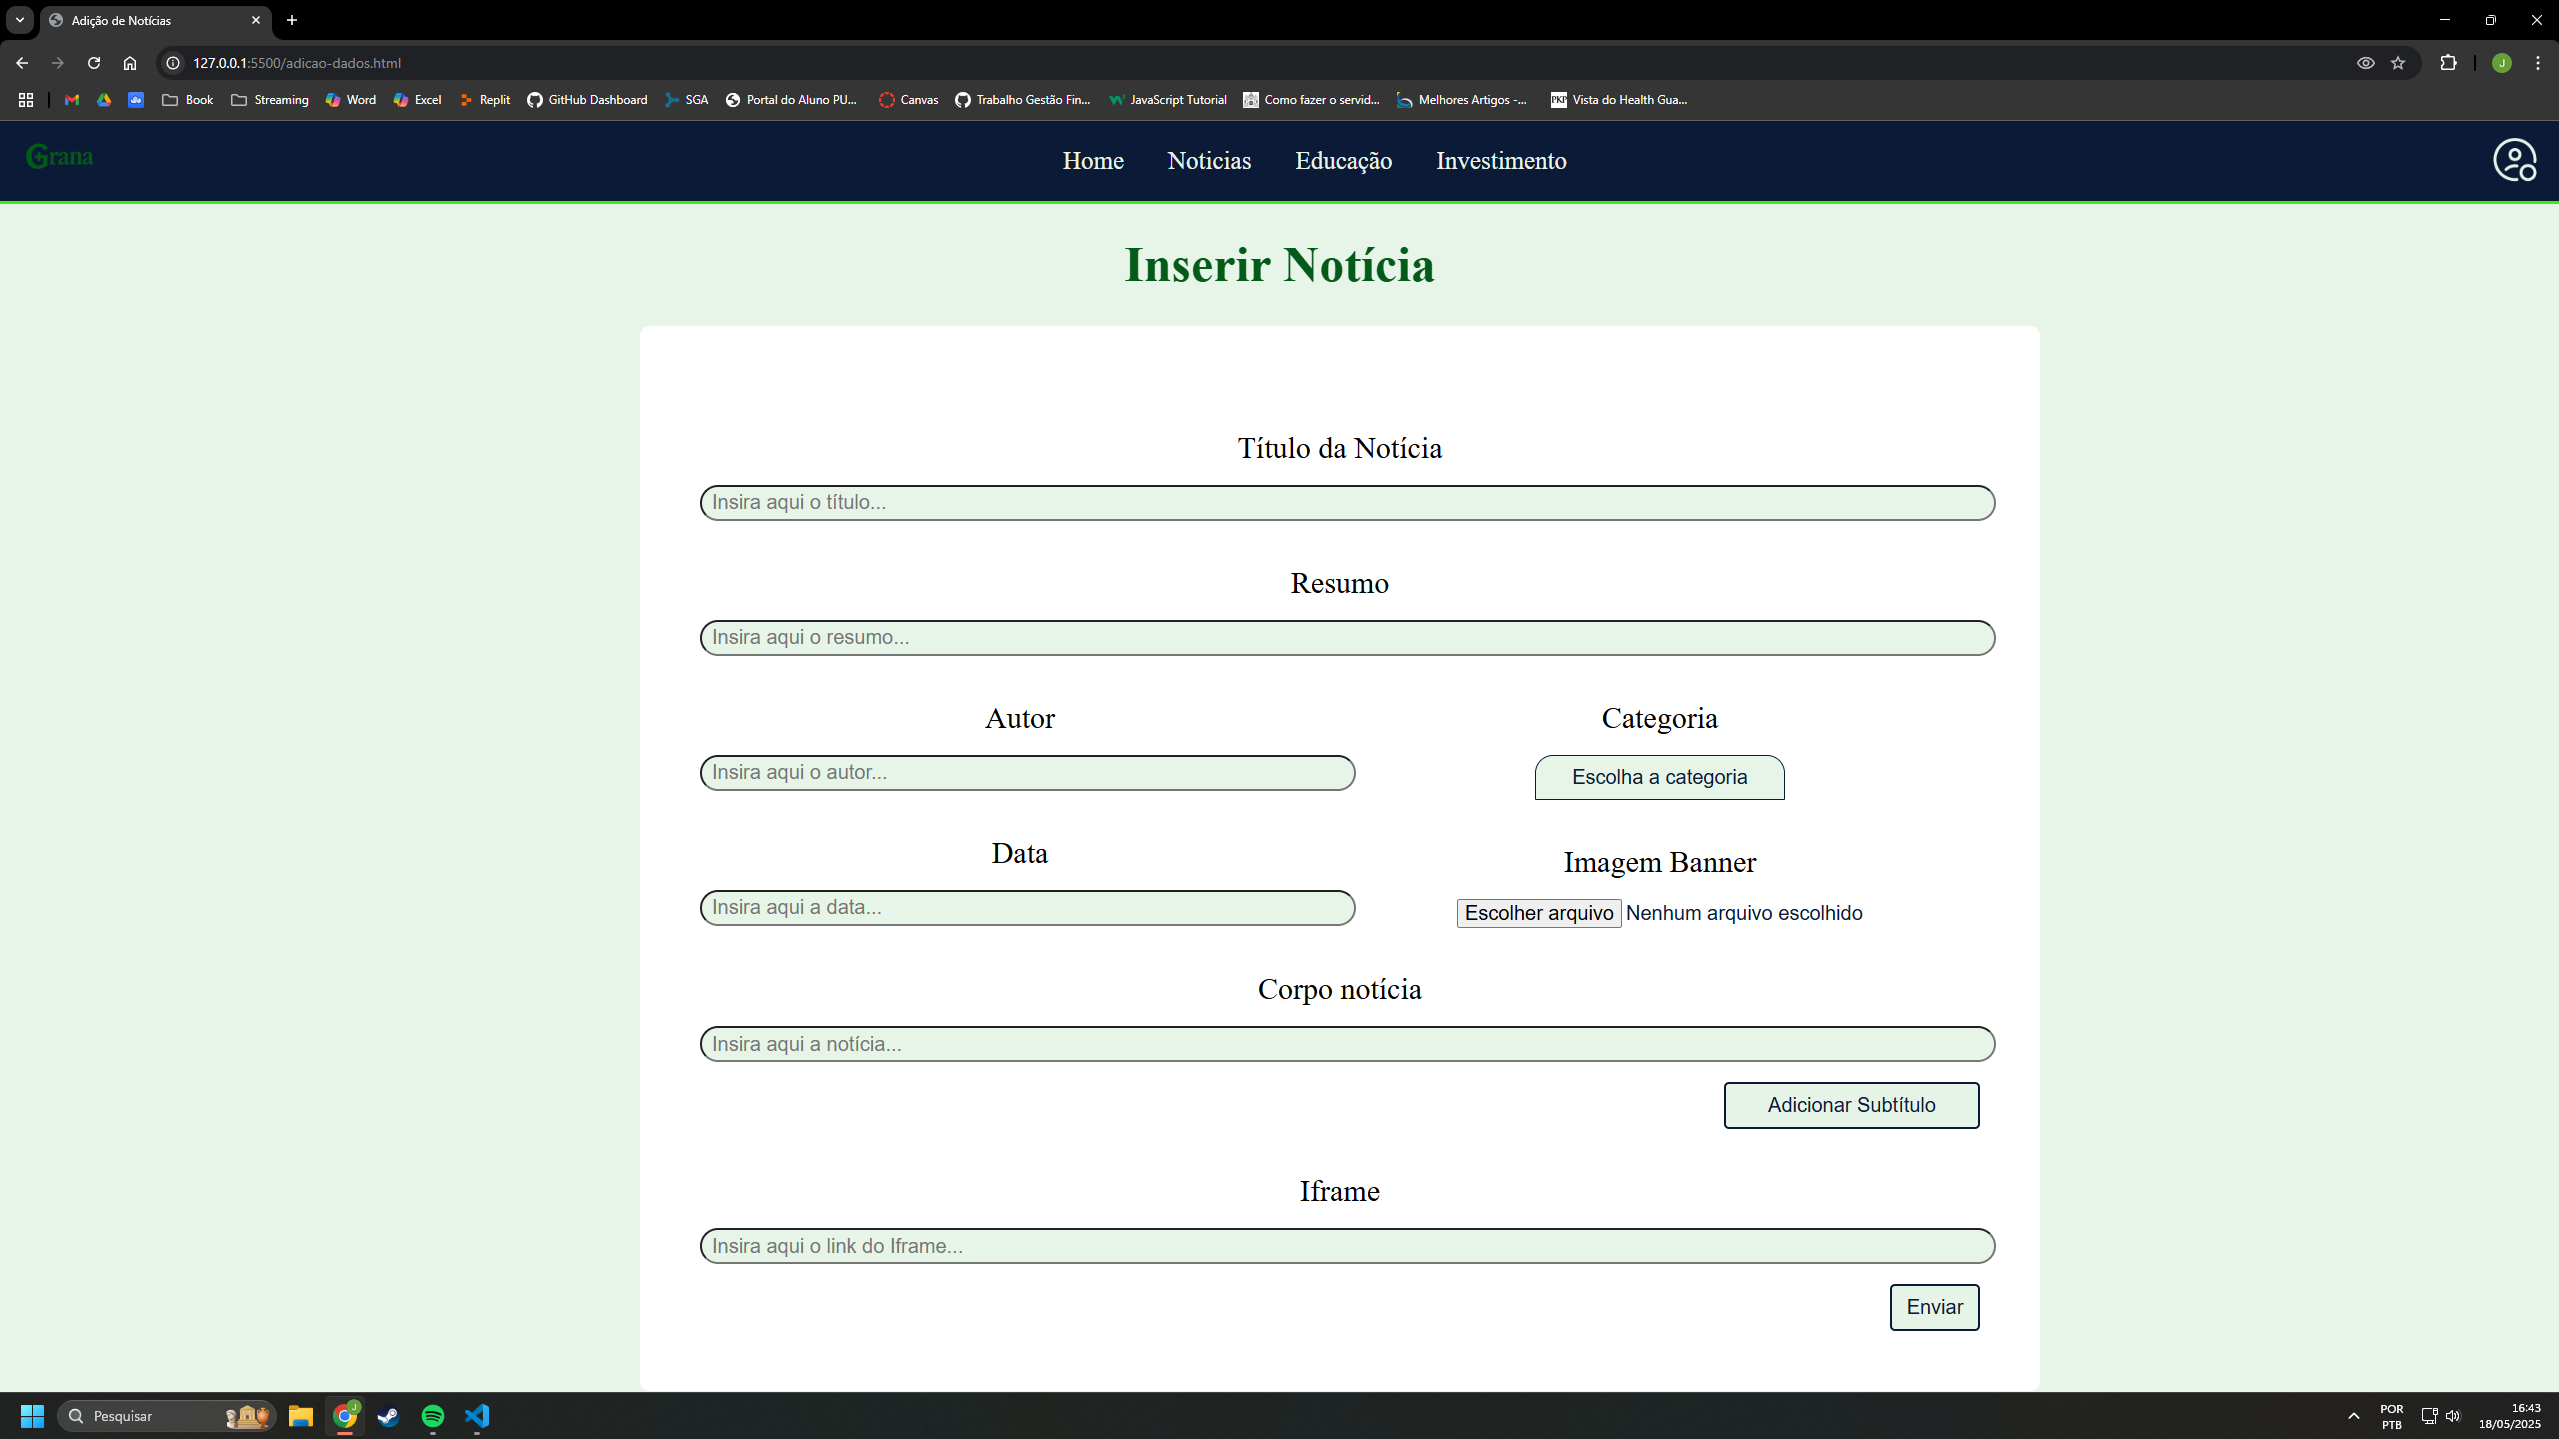 Adição de Notícias
127.0.0.1:5500/adicao-dados.html
J
Book
Streaming
Word
Excel
Replit
GitHub Dashboard
SGA
Portal do Aluno PU...
Canvas
Trabalho Gestão Fin...
JavaScript Tutorial
Como fazer o servid...
Melhores Artigos -...
PKP
Vista do Health Gua...
Grana
Home
Noticias
Educação
Investimento
Inserir Notícia
Título da Notícia
Insira aqui o título...
Resumo
Insira aqui o resumo...
Autor
Insira aqui o autor...
Categoria
Escolha a categoria
Data
Insira aqui a data...
Imagem Banner
Escolher arquivo Nenhum arquivo escolhido
Corpo notícia
Insira aqui a notícia...
Adicionar Subtítulo
Iframe
Insira aqui o link do Iframe...
Enviar
Pesquisar
J
POR
PTB
16:43
18/05/2025